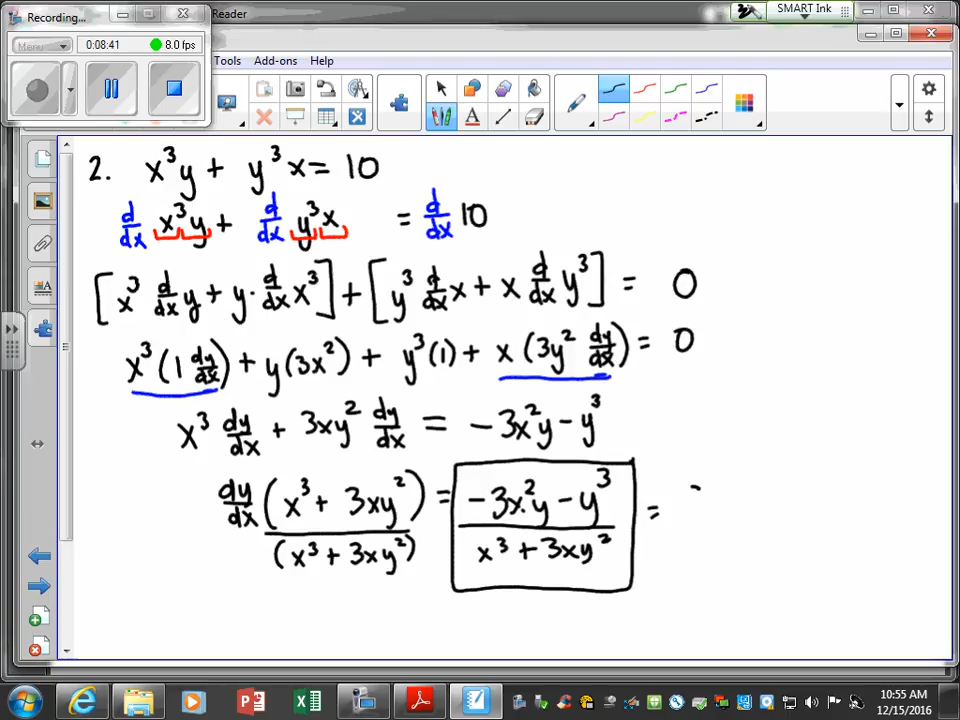 Recording...
Reader
SMART Ink
Menu
0:08:41
8.0 fps
Tools Add-ons Help
2. x³y + y³x = 10
d/dx x³y + d/dx y³x = d/dx 10
[x³ d/dx y + y · d/dx x³] + [y³ d/dx x + x d/dx y³] = 0
x³ (1 dy/dx) + y(3x²) + y³(1) + x (3y² dy/dx) = 0
x³ dy/dx + 3xy² dy/dx = -3x²y - y³
dy/dx (x³ + 3xy²) / (x³ + 3xy²) = (-3x²y - y³) / (x³ + 3xy²) =
10:55 AM
12/15/2016